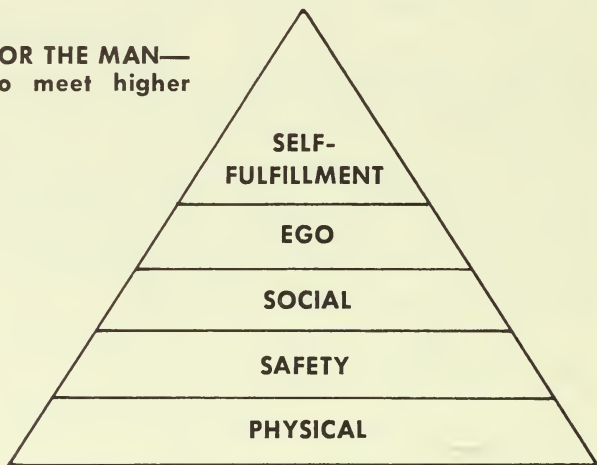 OR THE MAN—
o meet higher
SELF-
FULFILLMENT
EGO
SOCIAL
SAFETY
PHYSICAL